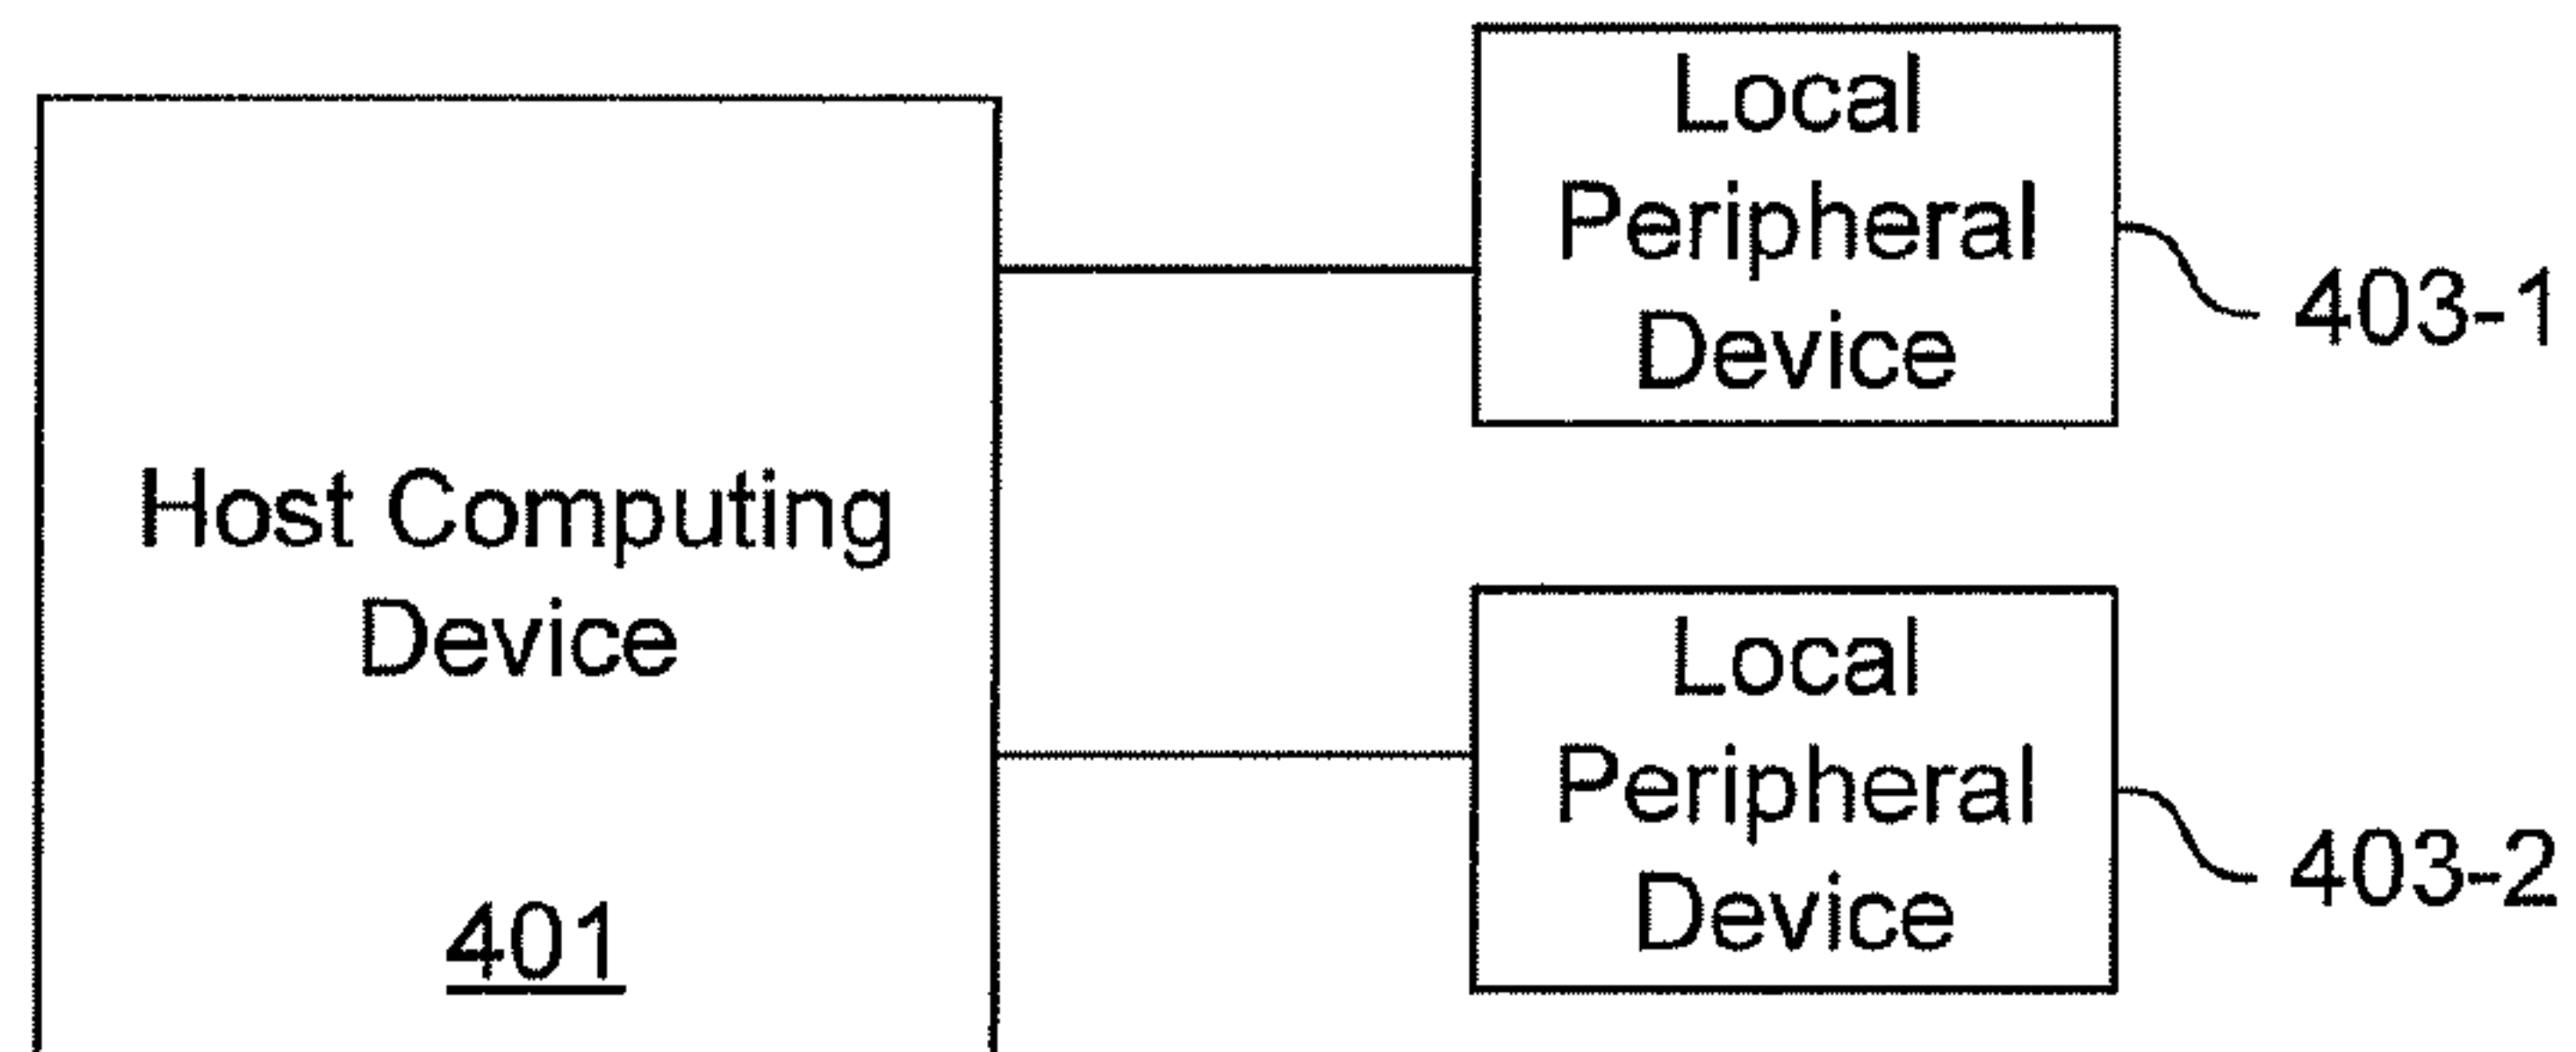 Host Computing
Device
401
Local
Peripheral
Device
403-1
Local
Peripheral
Device
403-2